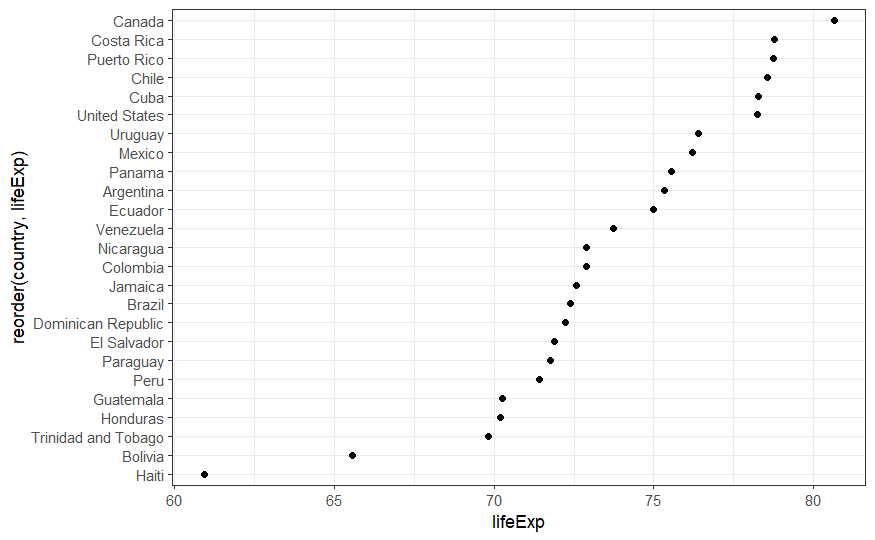 Canada
Costa Rica
Puerto Rico
Chile
Cuba
United States
Uruguay
Mexico
Panama
Argentina
Ecuador
Venezuela
Nicaragua
Colombia
Jamaica
Brazil
Dominican Republic
El Salvador
Paraguay
Peru
Guatemala
Honduras
Trinidad and Tobago
Bolivia
Haiti
reorder(country, lifeExp)
60 65 70 75 80
lifeExp